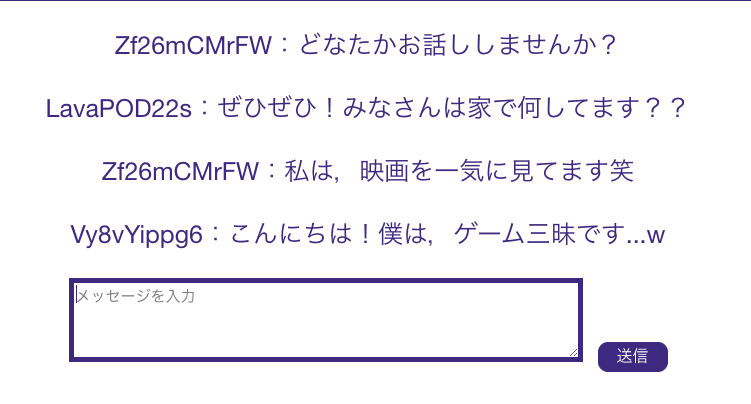 Zf26mCMrFW：どなたかお話ししませんか？
LavaPOD22s：ぜひぜひ！みなさんは家で何してます？？
Zf26mCMrFW：私は，映画を一気に見てます笑
Vy8vYippg6：こんにちは！僕は，ゲーム三昧です...w
メッセージを入力
送信